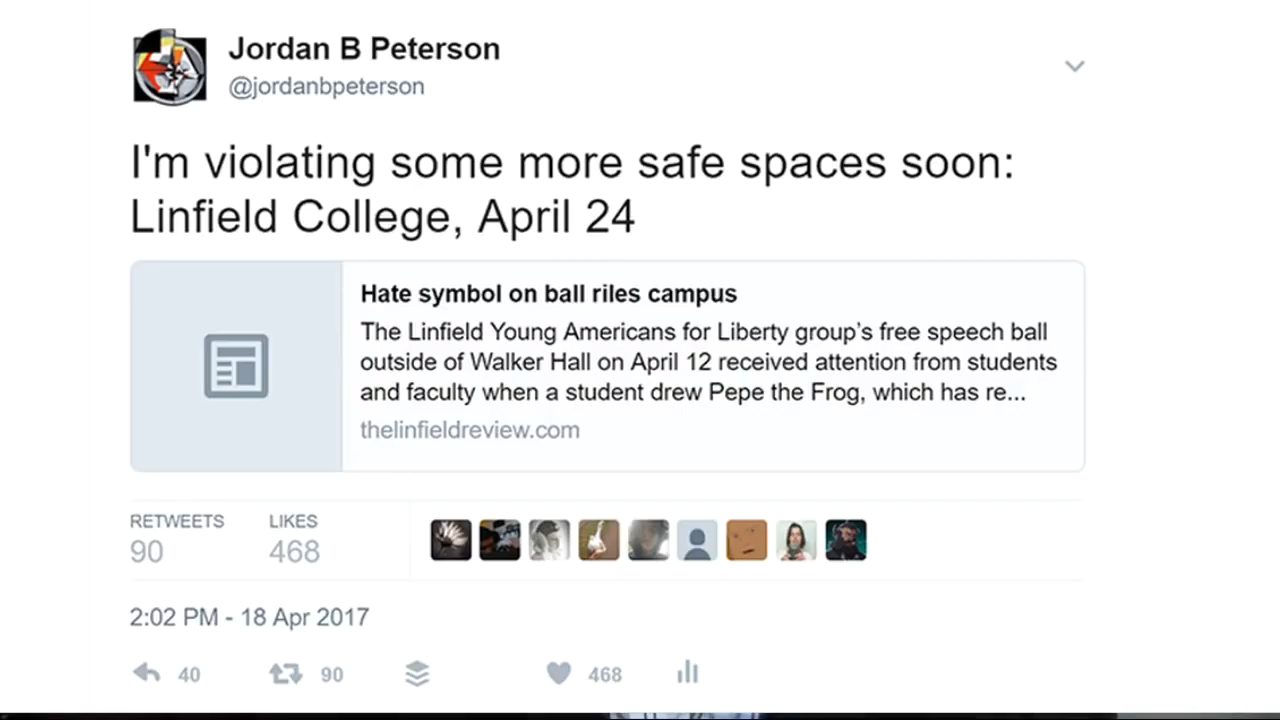 Jordan B Peterson
@jordanbpeterson
I'm violating some more safe spaces soon:
Linfield College, April 24
Hate symbol on ball riles campus
The Linfield Young Americans for Liberty group's free speech ball
outside of Walker Hall on April 12 received attention from students
and faculty when a student drew Pepe the Frog, which has re...
thelinfieldreview.com
RETWEETS LIKES
90 468
2:02 PM - 18 Apr 2017
40 90 468